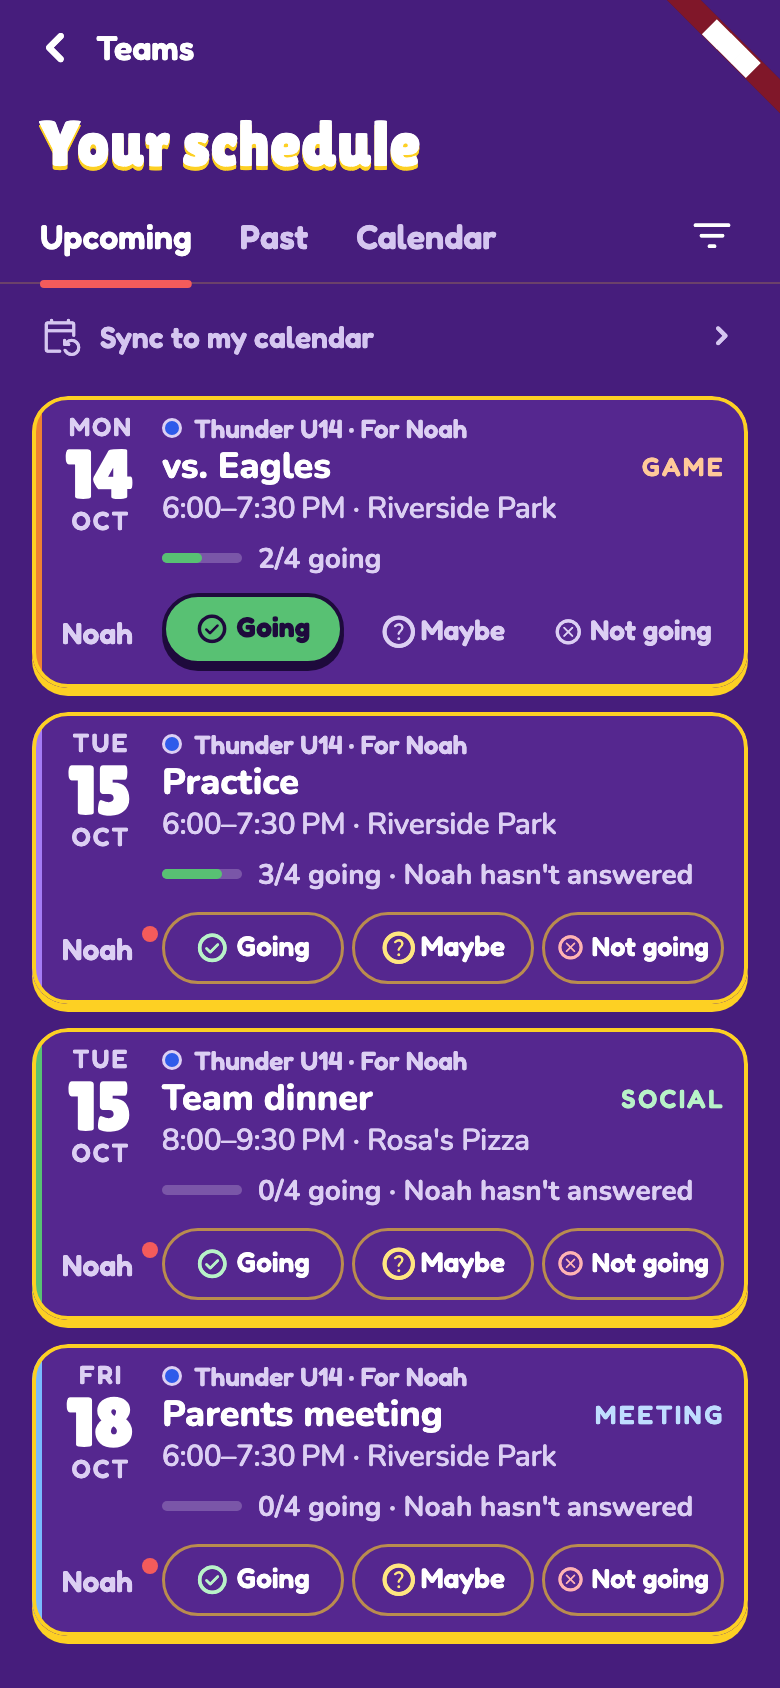 Teams
Your schedule
Upcoming Past Calendar
Sync to my calendar
MON
14
OCT
Thunder U14 · For Noah
vs. Eagles
GAME
6:00–7:30 PM · Riverside Park
2/4 going
Noah
Going Maybe Not going
TUE
15
OCT
Thunder U14 · For Noah
Practice
6:00–7:30 PM · Riverside Park
3/4 going · Noah hasn't answered
Noah
Going Maybe Not going
TUE
15
OCT
Thunder U14 · For Noah
Team dinner
SOCIAL
8:00–9:30 PM · Rosa's Pizza
0/4 going · Noah hasn't answered
Noah
Going Maybe Not going
FRI
18
OCT
Thunder U14 · For Noah
Parents meeting
MEETING
6:00–7:30 PM · Riverside Park
0/4 going · Noah hasn't answered
Noah
Going Maybe Not going